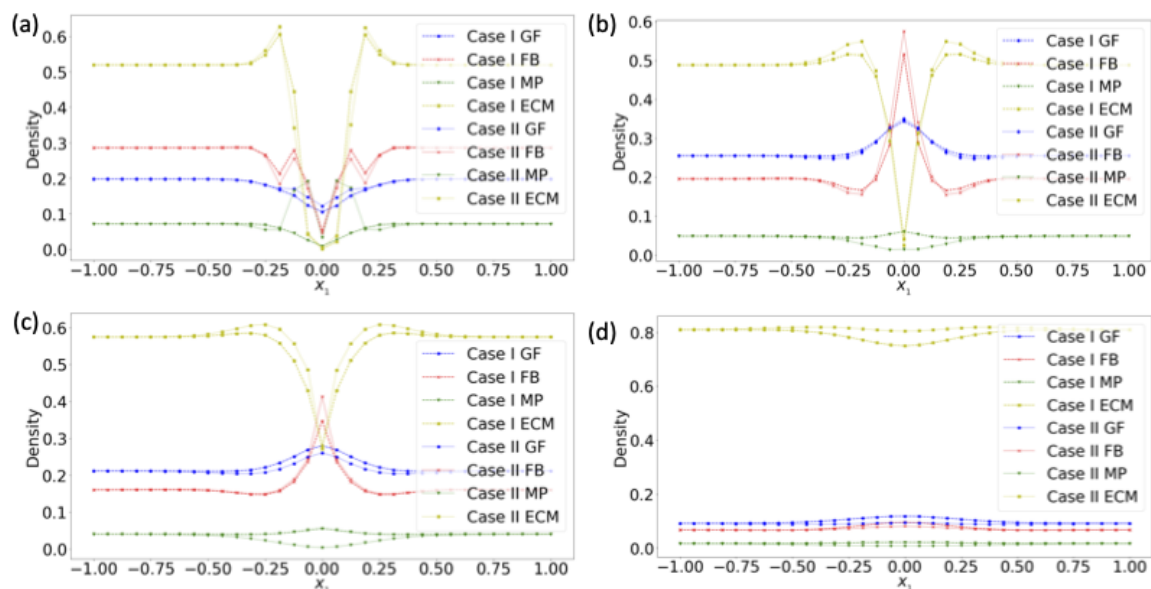 (a)
Density
0.6
0.5
0.4
0.3
0.2
0.1
0.0
Case I GF
Case I FB
Case I MP
Case I ECM
Case II GF
Case II FB
Case II MP
Case II ECM
−1.00 −0.75 −0.50 −0.25 0.00 0.25 0.50 0.75 1.00
x₁
(b)
Density
0.6
0.5
0.4
0.3
0.2
0.1
0.0
Case I GF
Case I FB
Case I MP
Case I ECM
Case II GF
Case II FB
Case II MP
Case II ECM
−1.00 −0.75 −0.50 −0.25 0.00 0.25 0.50 0.75 1.00
x₁
(c)
Density
0.6
0.5
0.4
0.3
0.2
0.1
0.0
Case I GF
Case I FB
Case I MP
Case I ECM
Case II GF
Case II FB
Case II MP
Case II ECM
−1.00 −0.75 −0.50 −0.25 0.00 0.25 0.50 0.75 1.00
(d)
Density
0.8
0.6
0.4
0.2
0.0
Case I GF
Case I FB
Case I MP
Case I ECM
Case II GF
Case II FB
Case II MP
Case II ECM
−1.00 −0.75 −0.50 −0.25 0.00 0.25 0.50 0.75 1.00
x₁